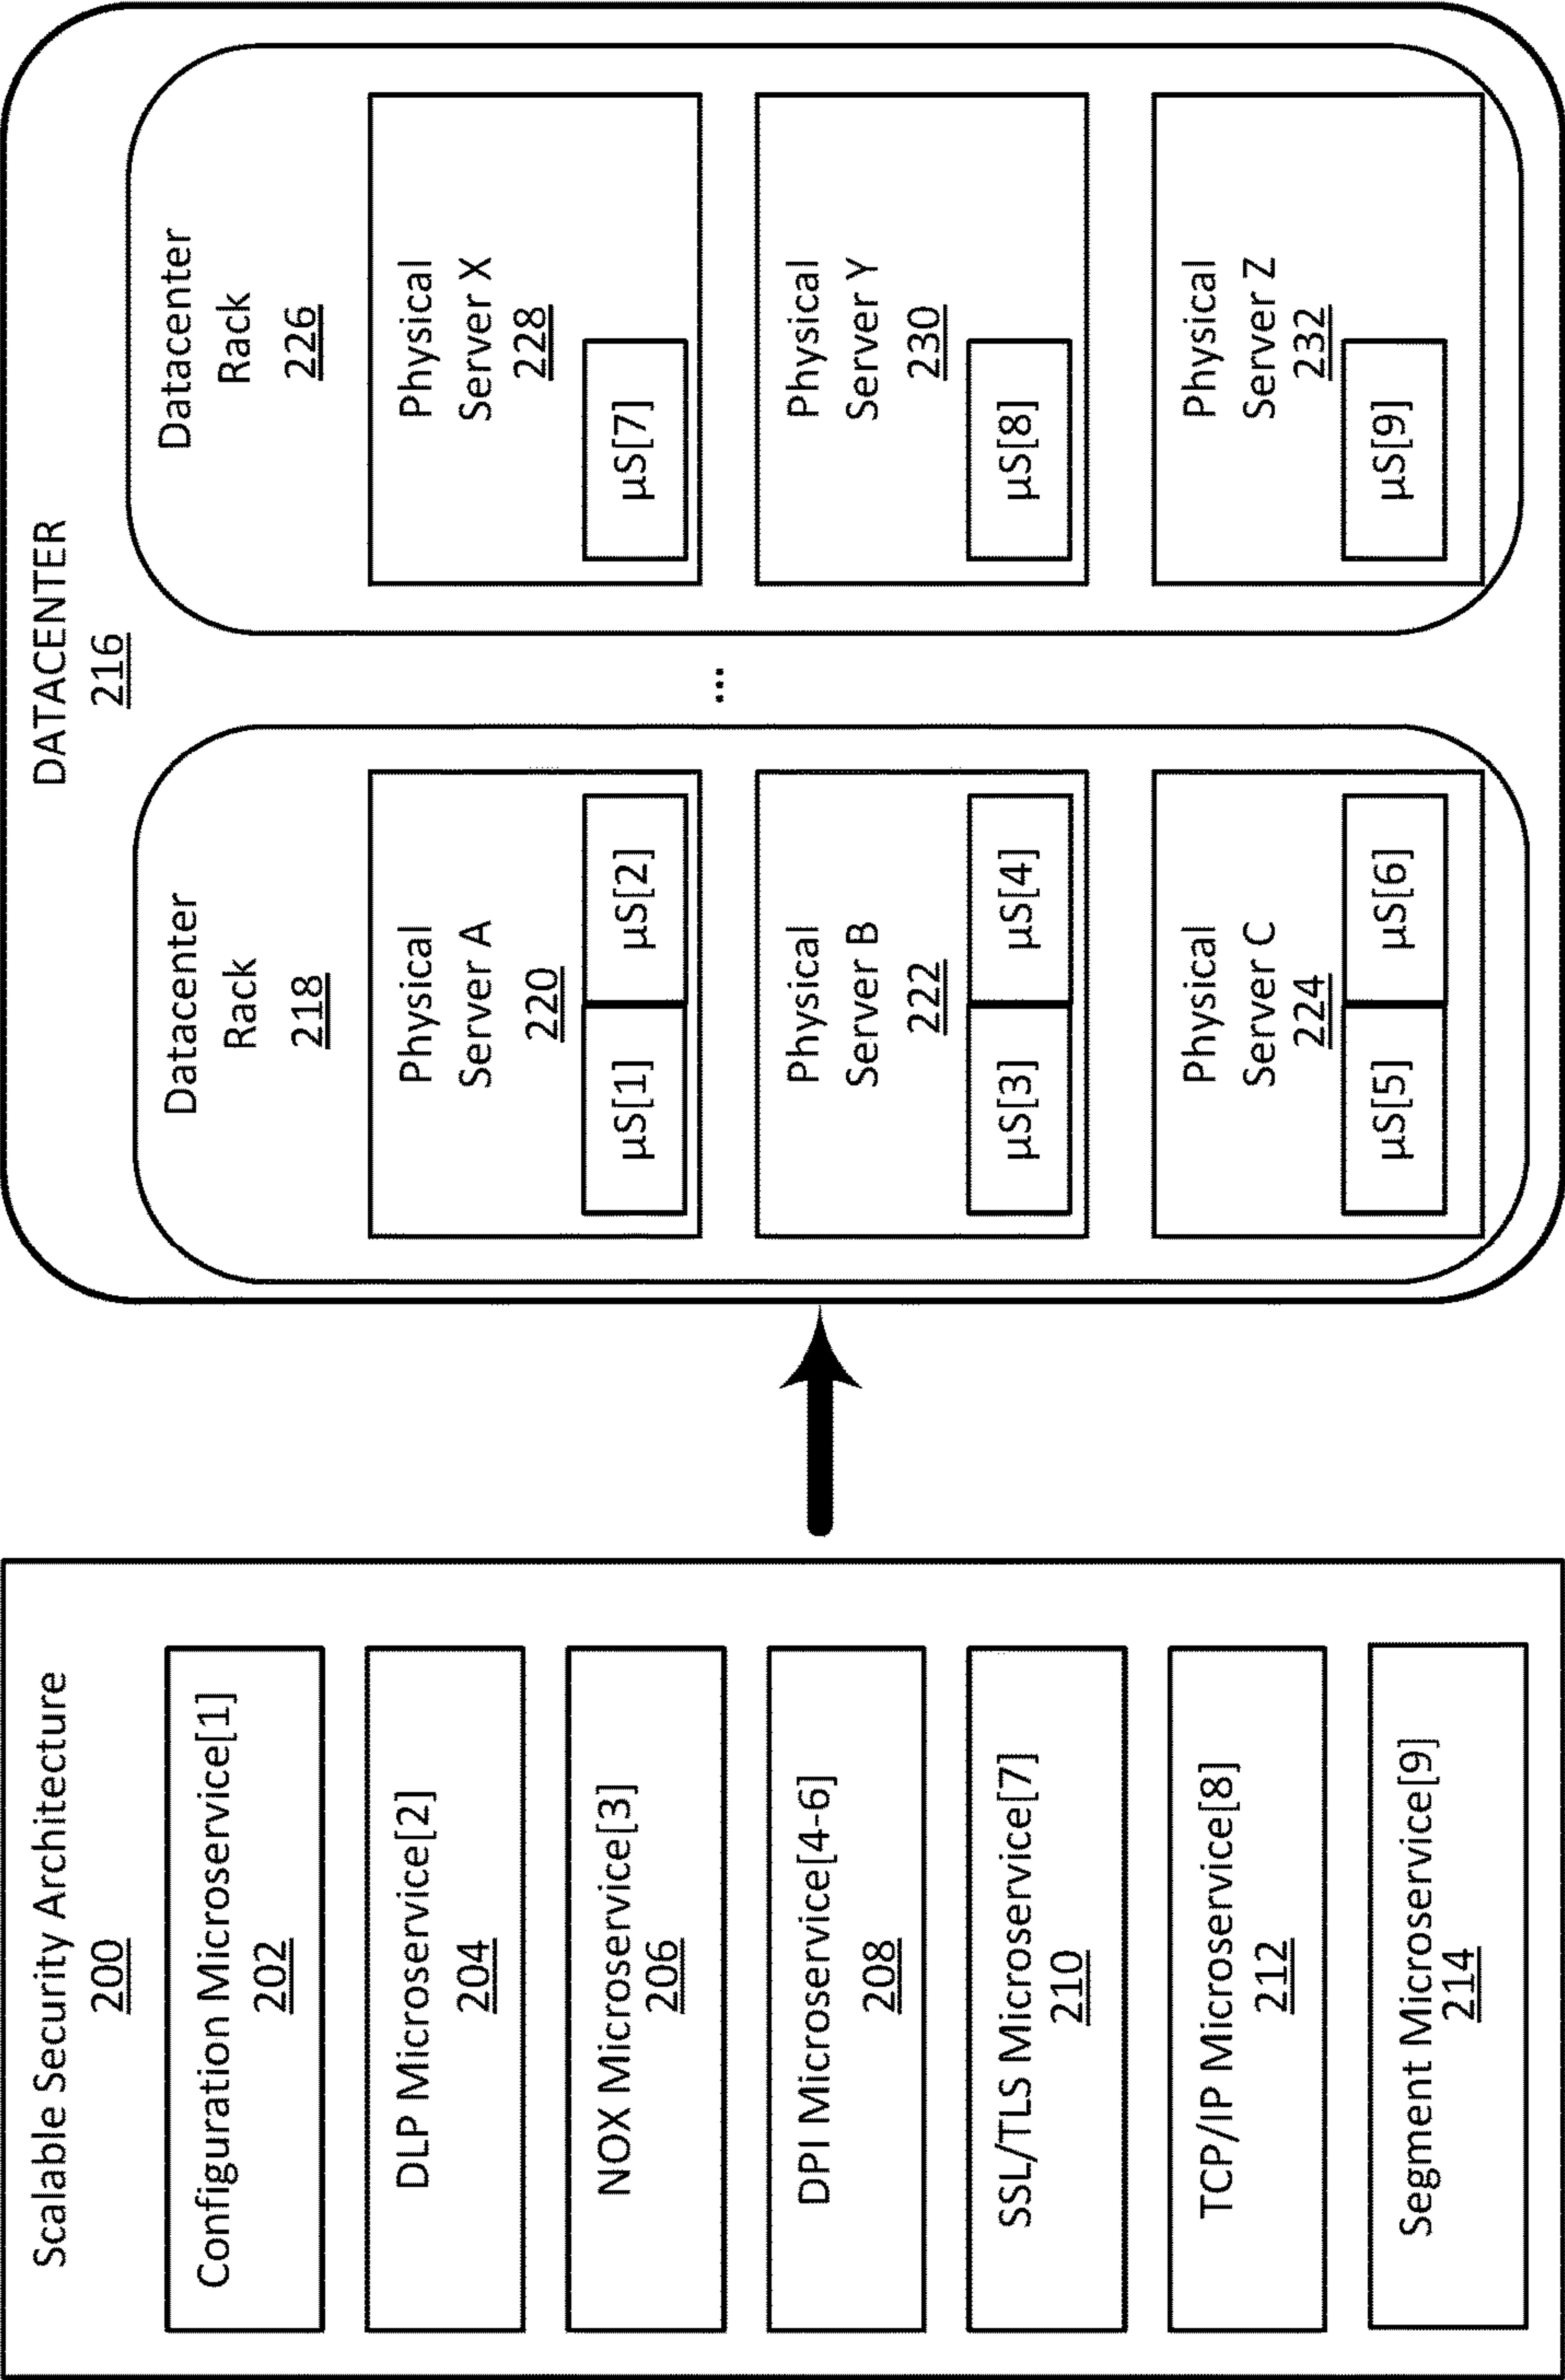 Scalable Security Architecture
200
Configuration Microservice[1]
202
DLP Microservice[2]
204
NOX Microservice[3]
206
DPI Microservice[4-6]
208
SSL/TLS Microservice[7]
210
TCP/IP Microservice[8]
212
Segment Microservice[9]
214
DATACENTER
216
Datacenter
Rack
218
Physical
Server A
220
µS[1]
µS[2]
Physical
Server B
222
µS[3]
µS[4]
Physical
Server C
224
µS[5]
µS[6]
...
Datacenter
Rack
226
Physical
Server X
228
µS[7]
Physical
Server Y
230
µS[8]
Physical
Server Z
232
µS[9]